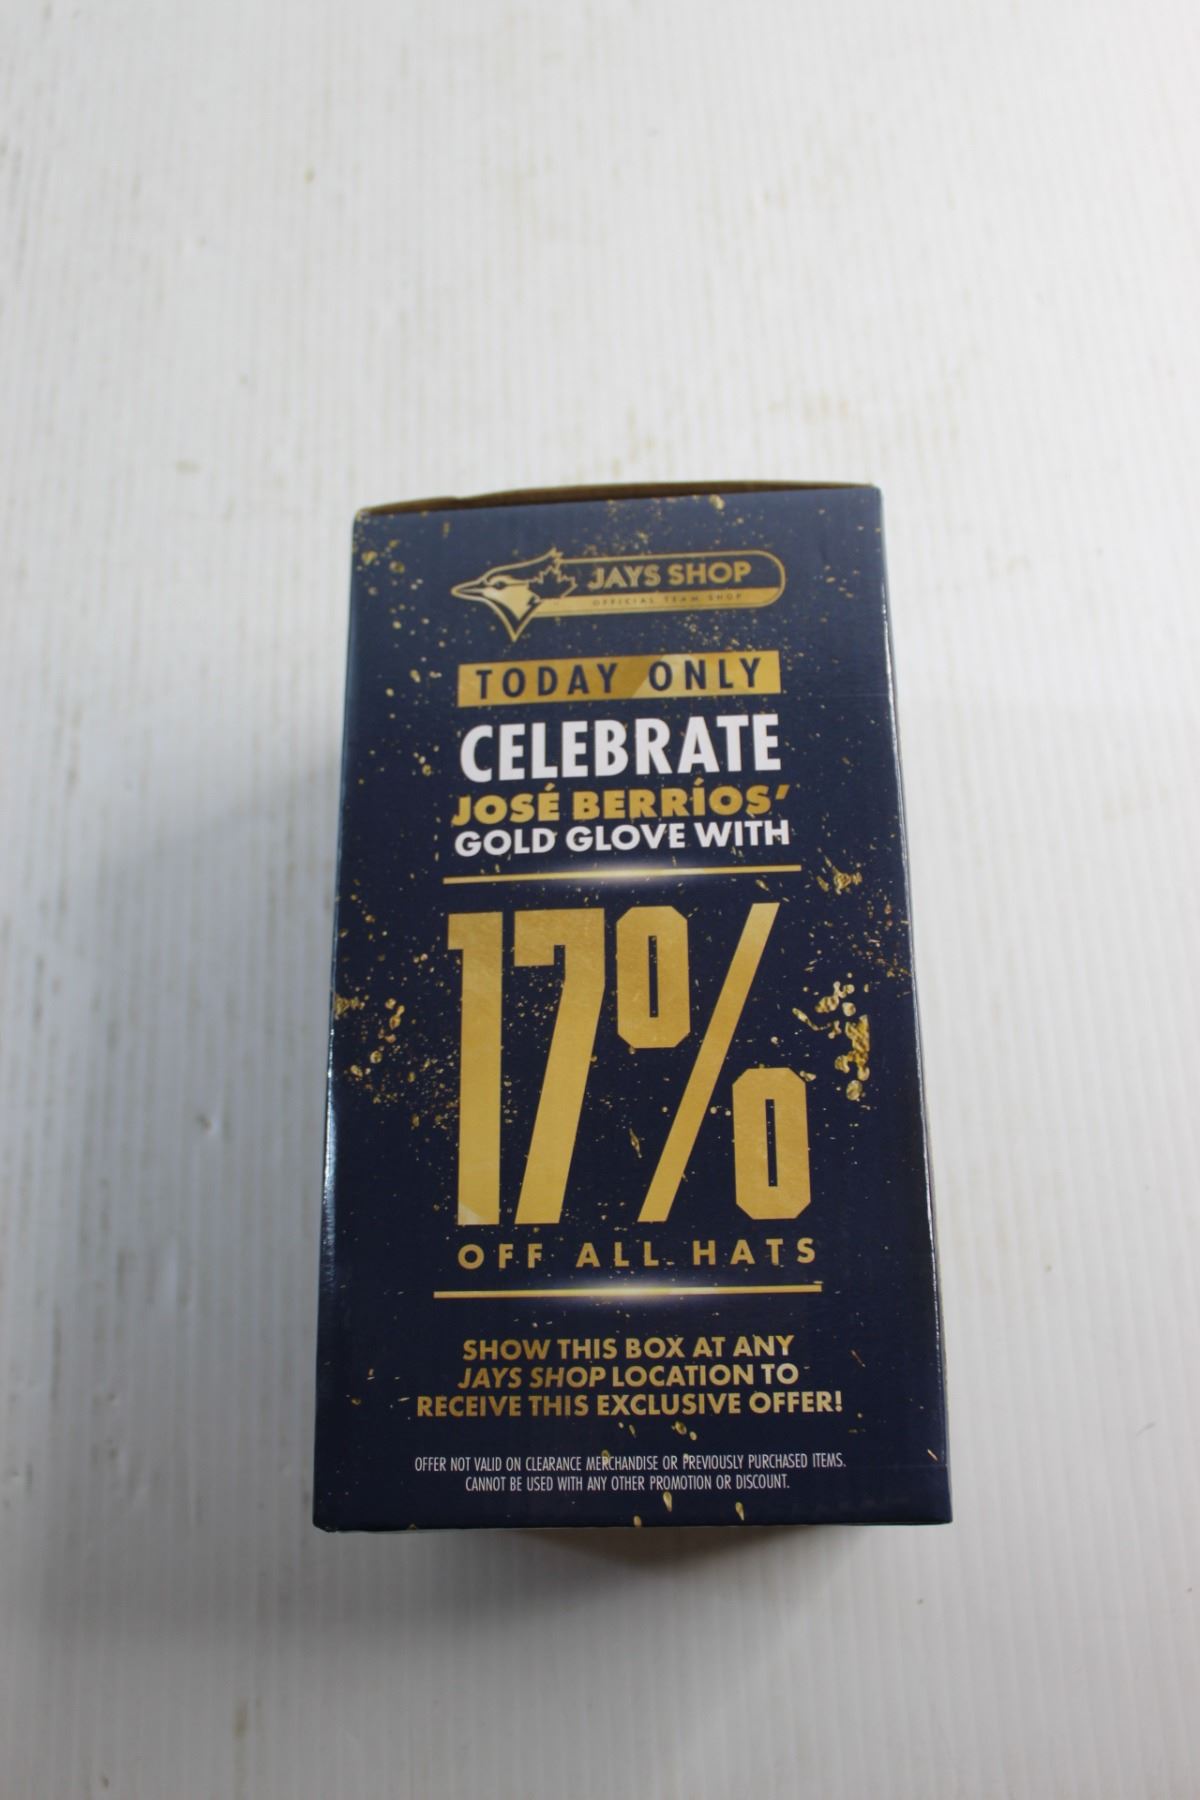 JAYS SHOP
OFFICIAL TEAM SHOP
TODAY ONLY
CELEBRATE
JOSÉ BERRÍOS'
GOLD GLOVE WITH
17%
OFF ALL HATS
SHOW THIS BOX AT ANY
JAYS SHOP LOCATION TO
RECEIVE THIS EXCLUSIVE OFFER!
OFFER NOT VALID ON CLEARANCE MERCHANDISE OR PREVIOUSLY PURCHASED ITEMS.
CANNOT BE USED WITH ANY OTHER PROMOTION OR DISCOUNT.